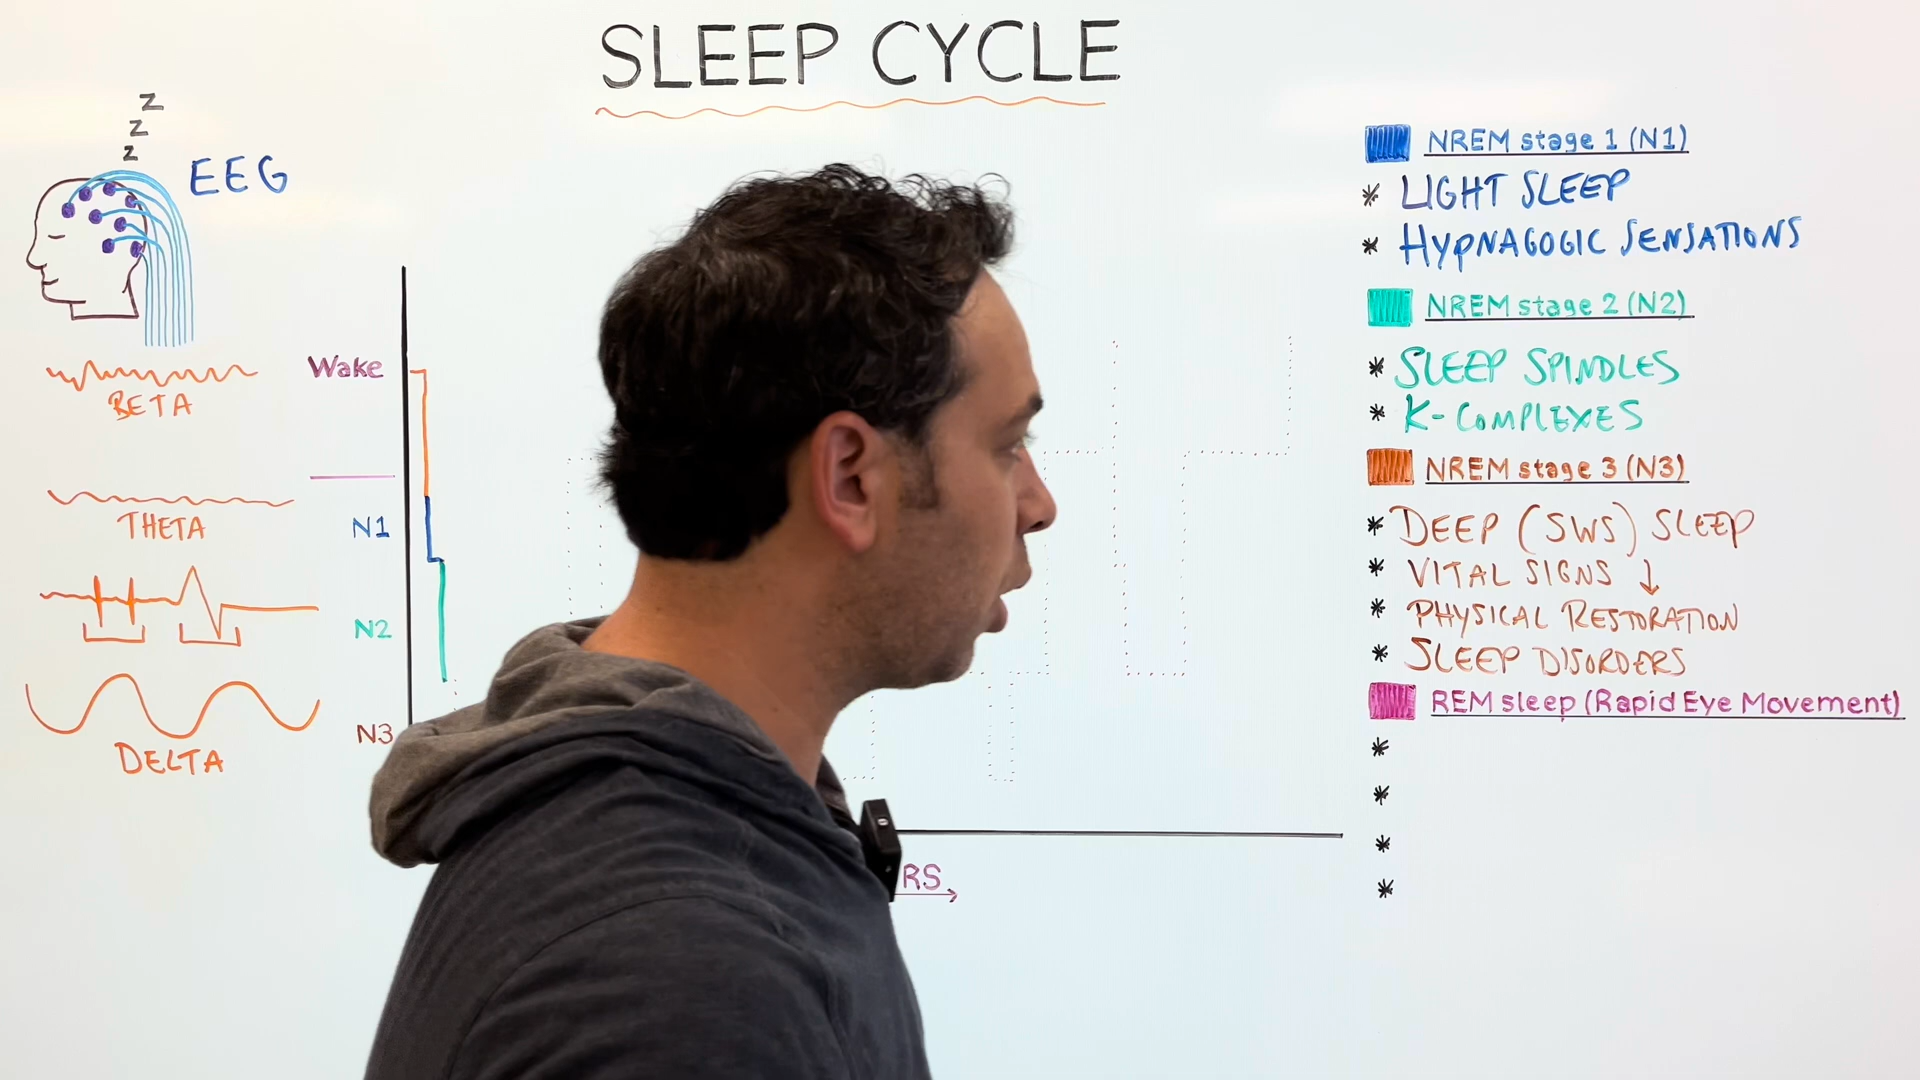 SLEEP CYCLE
Z
Z
Z
EEG
BETA
THETA
DELTA
Wake
N1
N2
N3
RS
NREM stage 1 (N1)
* LIGHT SLEEP
* HYPNAGOGIC SENSATIONS
NREM stage 2 (N2)
* SLEEP SPINDLES
* K-COMPLEXES
NREM stage 3 (N3)
* DEEP (SWS) SLEEP
* VITAL SIGNS ↓
* PHYSICAL RESTORATION
* SLEEP DISORDERS
REM sleep (Rapid Eye Movement)
*
*
*
*